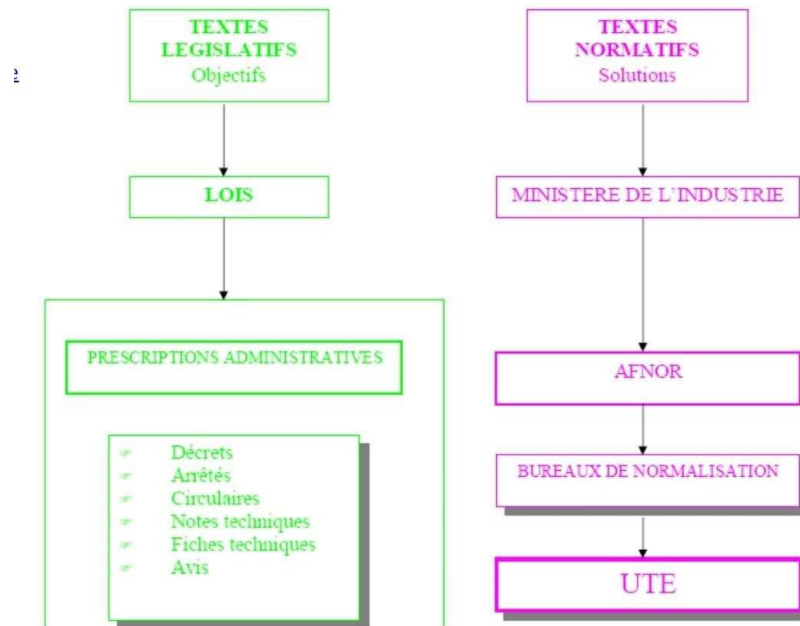 TEXTES
LEGISLATIFS
Objectifs
LOIS
PRESCRIPTIONS ADMINISTRATIVES
Décrets
Arrêtés
Circulaires
Notes techniques
Fiches techniques
Avis
TEXTES
NORMATIFS
Solutions
MINISTERE DE L'INDUSTRIE
AFNOR
BUREAUX DE NORMALISATION
UTE